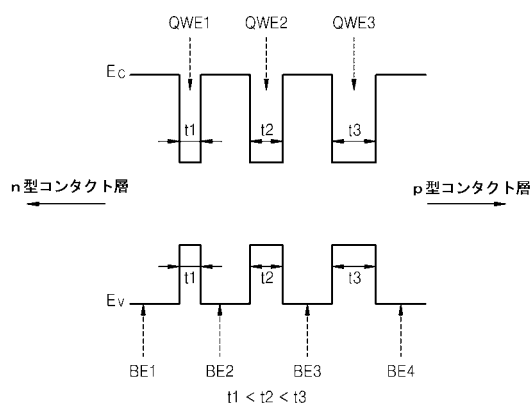 QWE1 QWE2 QWE3
Ec
t1 t2 t3
n型コンタクト層 p型コンタクト層
t1 t2 t3
Ev
BE1 BE2 BE3 BE4
t1 < t2 < t3